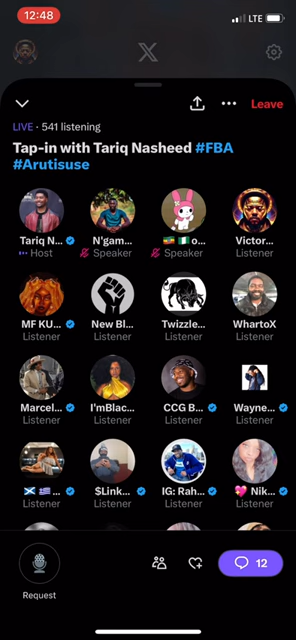 12:48
LTE
X
Leave
LIVE · 541 listening
Tap-in with Tariq Nasheed #FBA
#Arutisuse
Tariq N... N'gam... o... Victor...
Host Speaker Speaker Listener
MF KU... New Bl... Twizzle... WhartoX
Listener Listener Listener Listener
Marcel... I'mBlac... CCG B... Wayne...
Listener Listener Listener Listener
... $Link... IG: Rah... Nik...
Listener Listener Listener Listener
12
Request